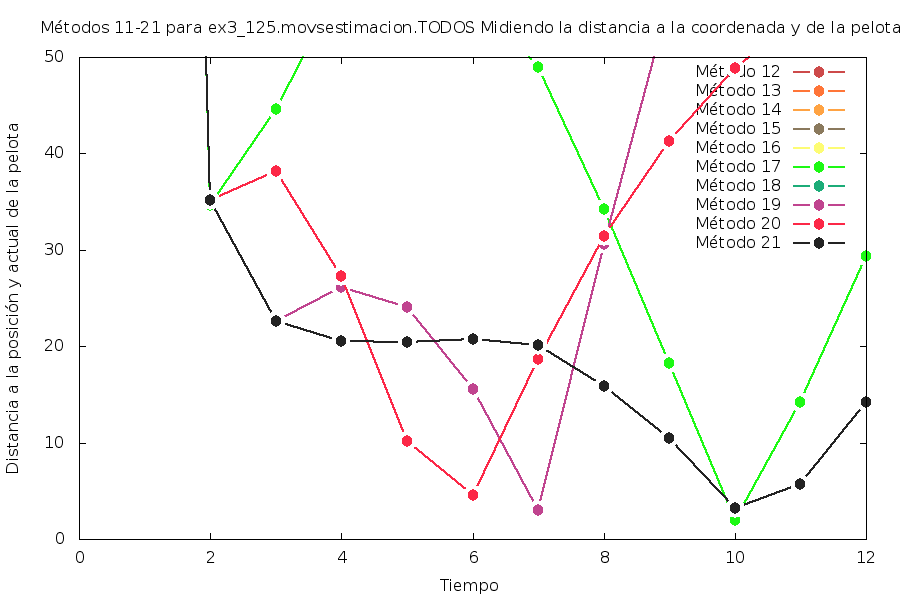 Métodos 11-21 para ex3_125.movsestimacion.TODOS Midiendo la distancia a la coordenada y de la pelota
50
40
30
20
10
0
Distancia a la posición y actual de la pelota
Método 12
Método 13
Método 14
Método 15
Método 16
Método 17
Método 18
Método 19
Método 20
Método 21
0 2 4 6 8 10 12
Tiempo